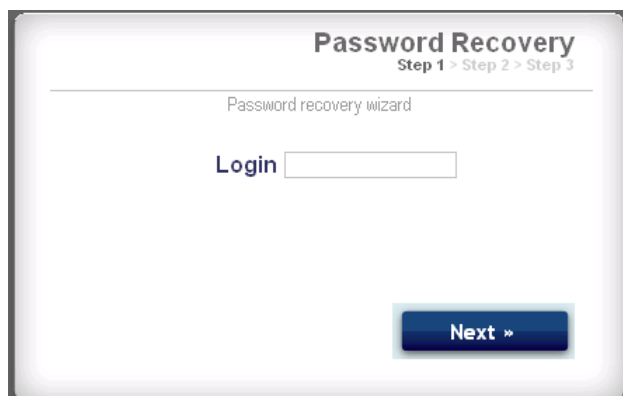 Password Recovery
Step 1 > Step 2 > Step 3
Password recovery wizard
Login
Next »